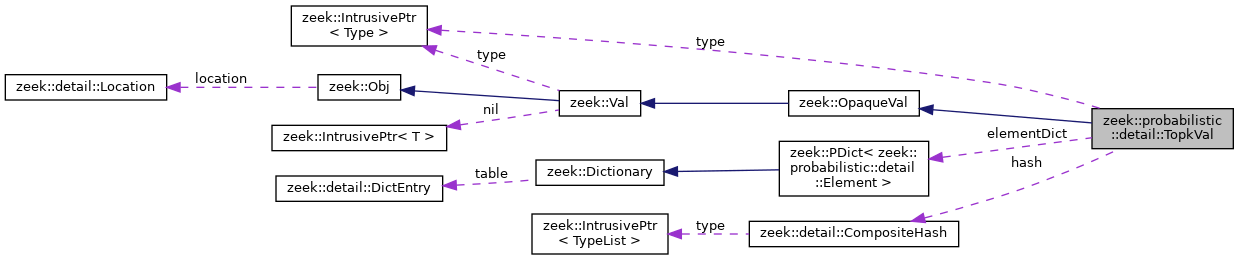 zeek::IntrusivePtr
< Type >
type
type
zeek::detail::Location
location
zeek::Obj
zeek::Val
zeek::OpaqueVal
nil
zeek::IntrusivePtr< T >
zeek::probabilistic
::detail::TopkVal
elementDict
hash
zeek::PDict< zeek::
probabilistic::detail
::Element >
zeek::Dictionary
table
zeek::detail::DictEntry
zeek::IntrusivePtr
< TypeList >
type
zeek::detail::CompositeHash